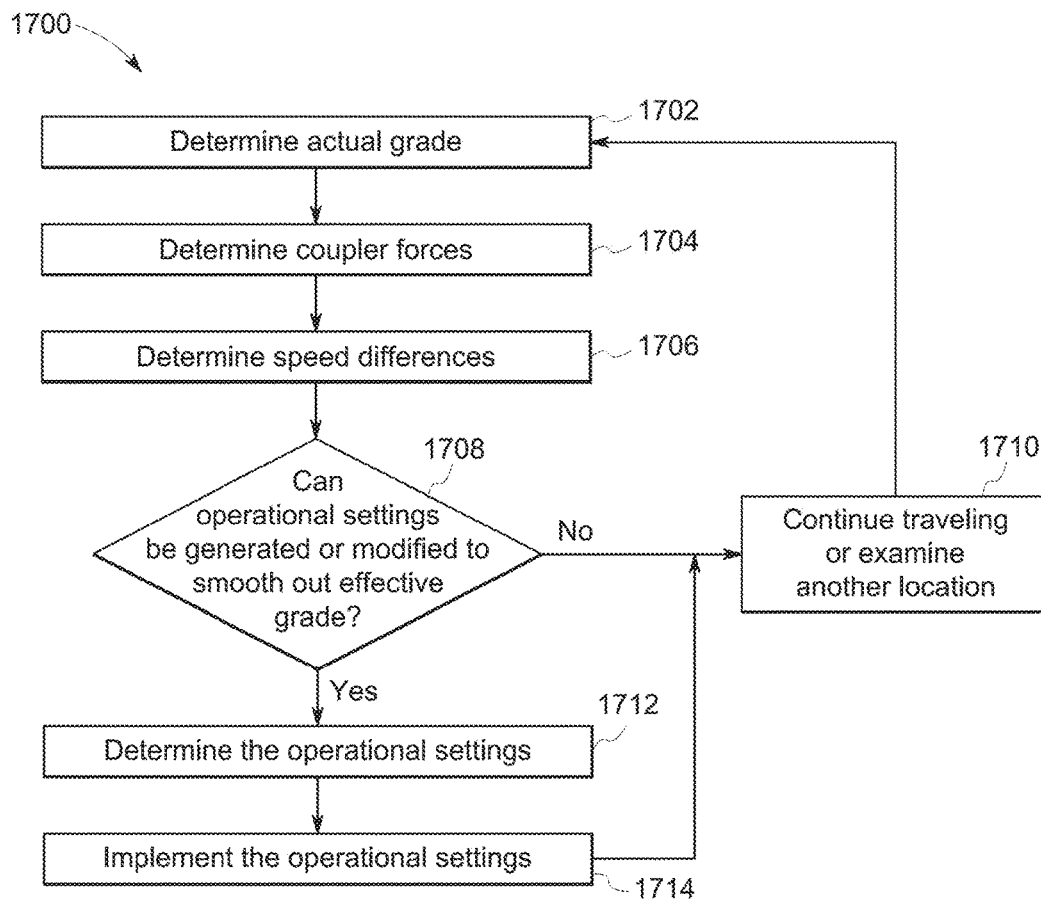 1700
1702
Determine actual grade
Determine coupler forces
1704
Determine speed differences
1706
1708
Can
operational settings
be generated or modified to
smooth out effective
grade?
No
1710
Continue traveling
or examine
another location
Yes
1712
Determine the operational settings
Implement the operational settings
1714